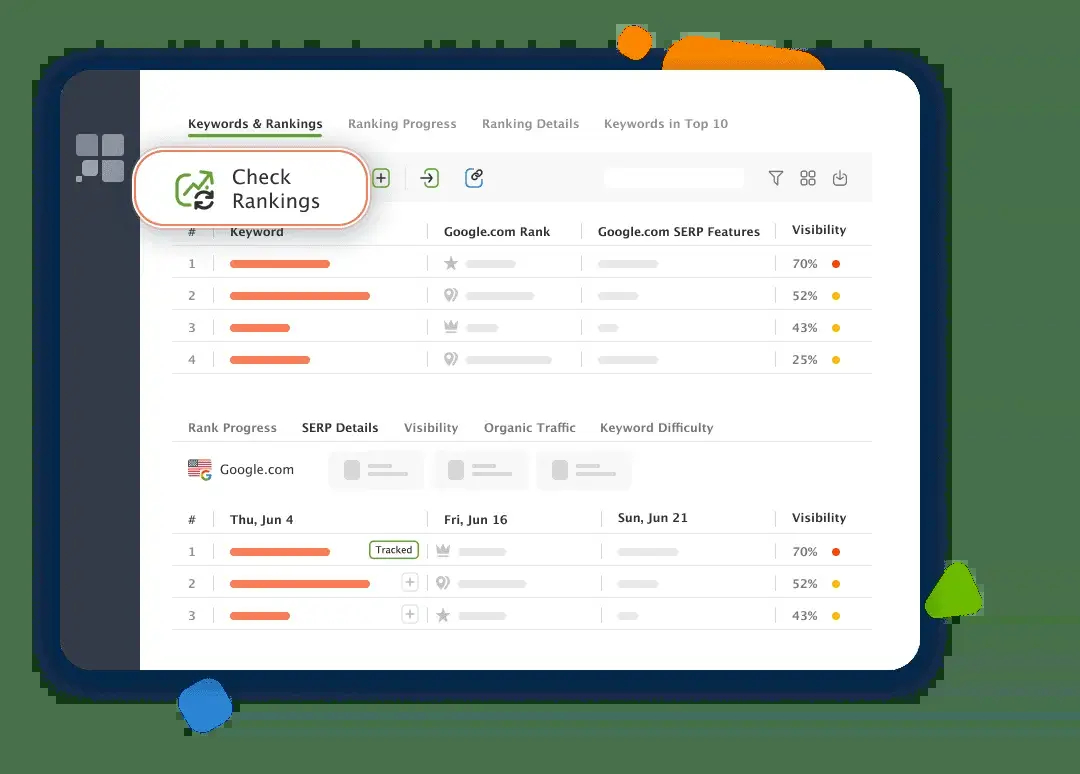 Keywords & Rankings Ranking Progress Ranking Details Keywords in Top 10
Check
Rankings
# Keyword Google.com Rank Google.com SERP Features Visibility
1 70%
2 52%
3 43%
4 25%
Rank Progress SERP Details Visibility Organic Traffic Keyword Difficulty
Google.com
# Thu, Jun 4 Fri, Jun 16 Sun, Jun 21 Visibility
1 Tracked 70%
2 52%
3 43%